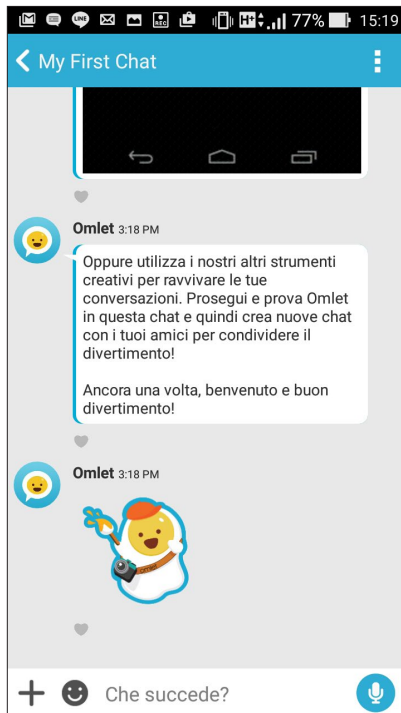 REC H+ 77% 15:19
My First Chat
Omlet 3:18 PM
Oppure utilizza i nostri altri strumenti
creativi per ravvivare le tue
conversazioni. Prosegui e prova Omlet
in questa chat e quindi crea nuove chat
con i tuoi amici per condividere il
divertimento!
Ancora una volta, benvenuto e buon
divertimento!
Omlet 3:18 PM
Che succede?